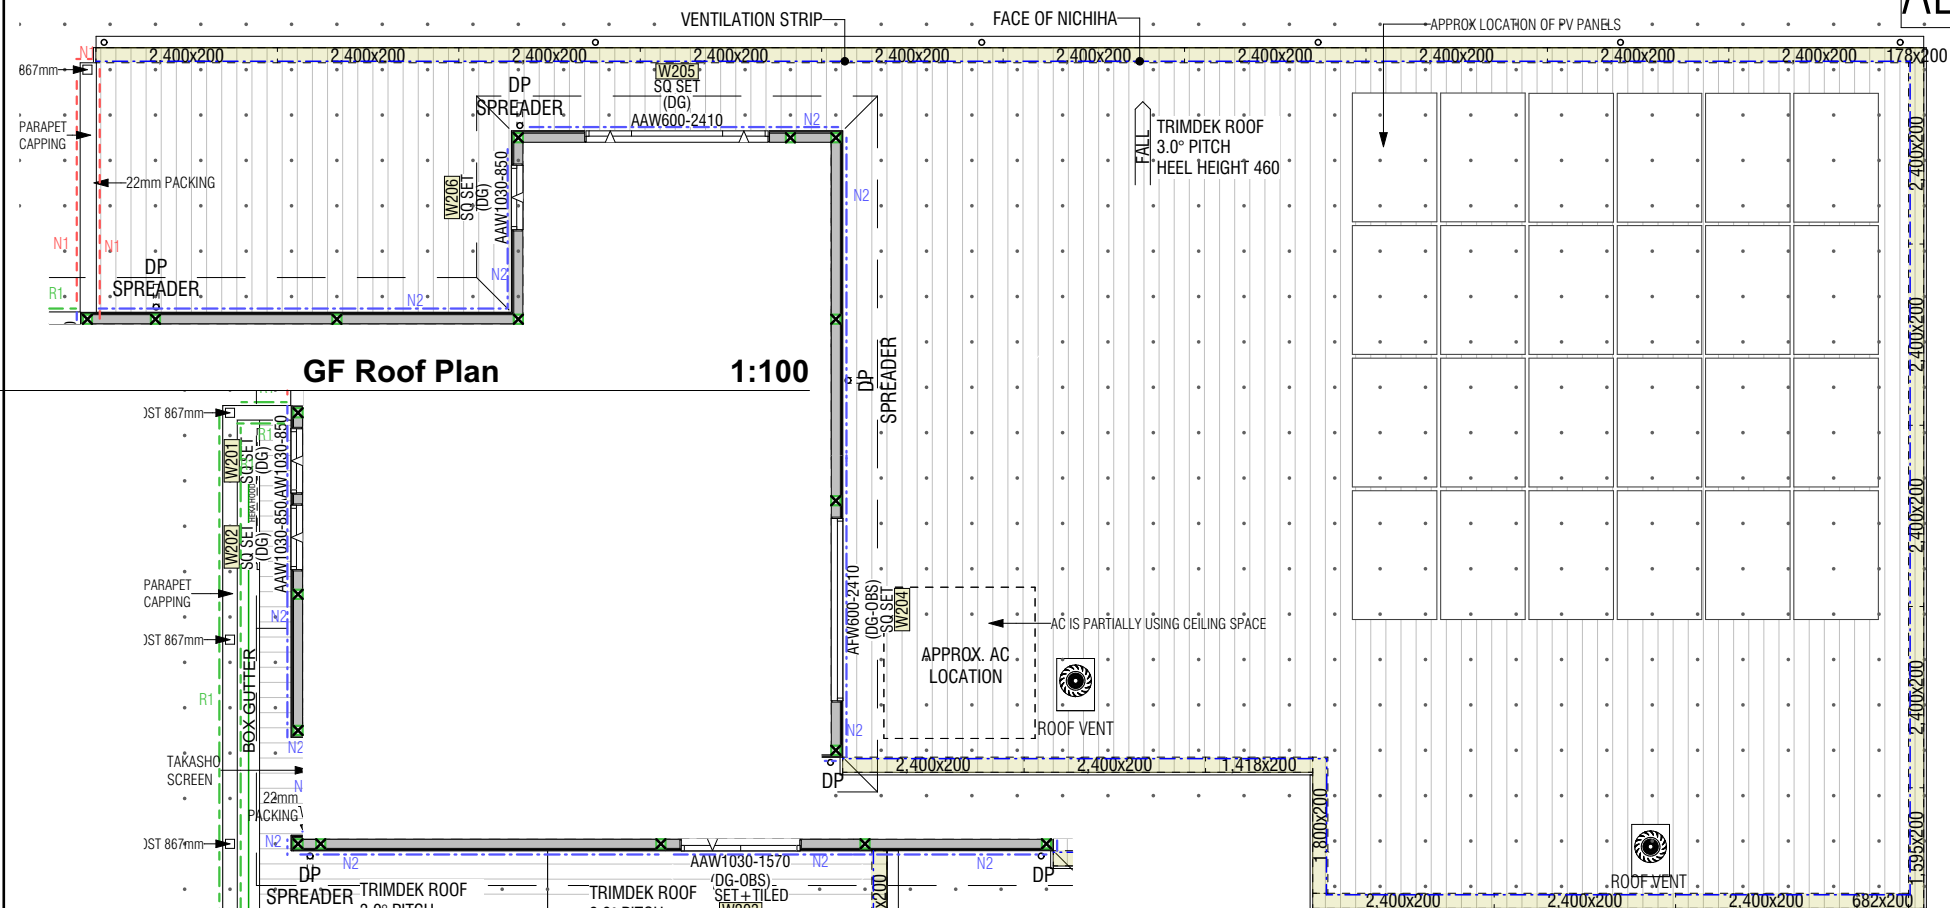 VENTILATION STRIP
FACE OF NICHIHA
APPROX LOCATION OF PV PANELS
N1
2,400x200
2,400x200
2,400x200
2,400x200
2,400x200
2,400x200
2,400x200
2,400x200
2,400x200
2,400x200
178x200
867mm
W205
SQ SET
(DG)
AAW600-2410
N2
DP
SPREADER
PARAPET
CAPPING
22mm PACKING
W206
SQ SET
(DG)
AAW1030-850
N2
FALL
TRIMDEK ROOF
3.0° PITCH
HEEL HEIGHT 460
2,400x200
N1
N1
DP
SPREADER
N2
N2
R1
2,400x200
GF Roof Plan
1:100
DP
SPREADER
OST 867mm
R1
W201
SQ SET
(DG)
AAW1030-850
W202
SQ SET
(DG)
AAW1030-850
2,400x200
PARAPET
CAPPING
N2
OST 867mm
AFW600-2410
(DG-OBS)
SQ SET
W204
AC IS PARTIALLY USING CEILING SPACE
APPROX. AC
LOCATION
ROOF VENT
2,400x200
BOX GUTTER
R1
N2
N2
TAKASHO
SCREEN
N
22mm
PACKING
DP
2,400x200
2,400x200
1,418x200
1,800x200
1,595x200
OST 867mm
N2
N2
AAW1030-1570
(DG-OBS)
SET+TILED
N2
N2
DP
SPREADER
TRIMDEK ROOF
3.0° PITCH
TRIMDEK ROOF
DP
x200
ROOF VENT
2,400x200
2,400x200
2,400x200
682x200